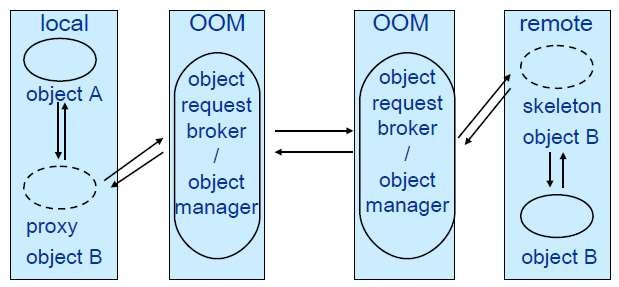 local
object A
proxy
object B
OOM
object
request
broker
/
object
manager
OOM
object
request
broker
/
object
manager
remote
skeleton
object B
object B